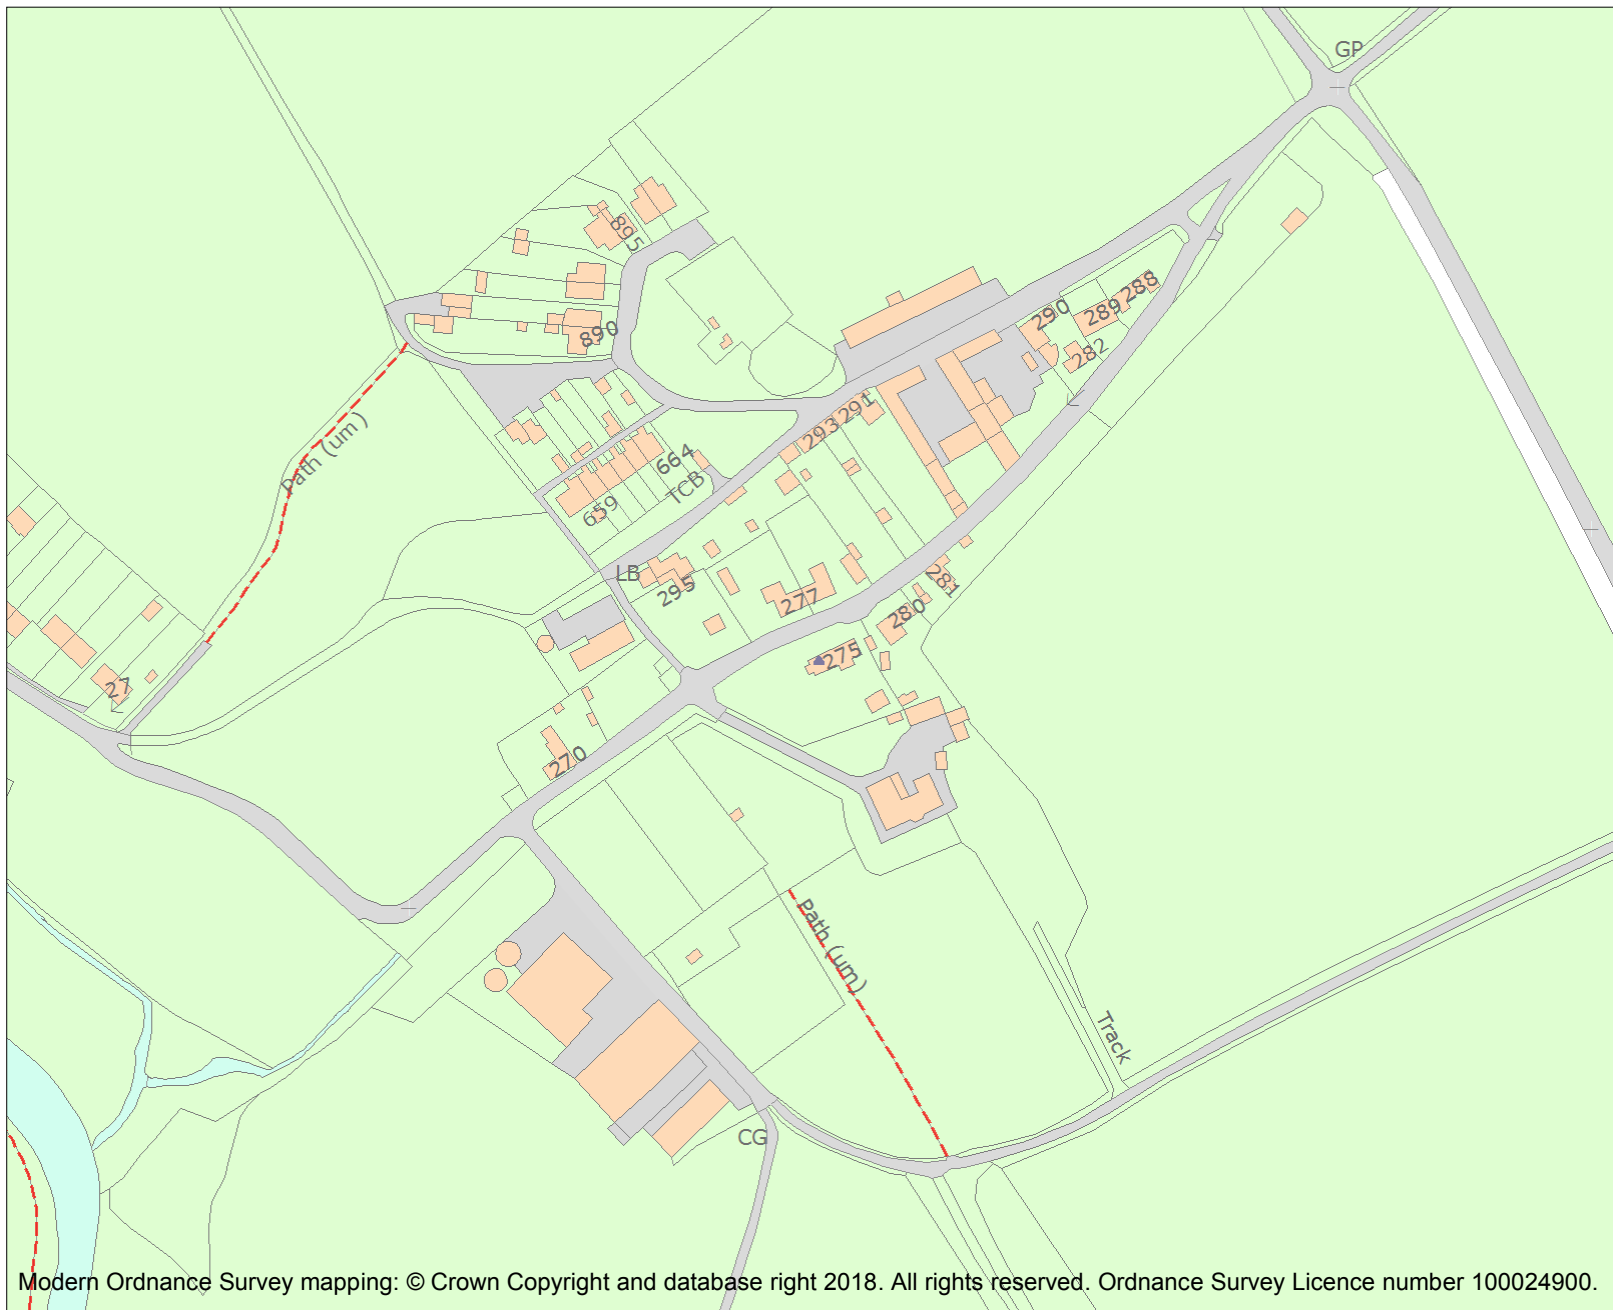 GP
895
890
288
289
290
282
291
293
664
TCB
659
Path (um)
LB
295
277
281
280
275
27
270
Path (um)
Track
CG
Modern Ordnance Survey mapping: © Crown Copyright and database right 2018. All rights reserved. Ordnance Survey Licence number 100024900.